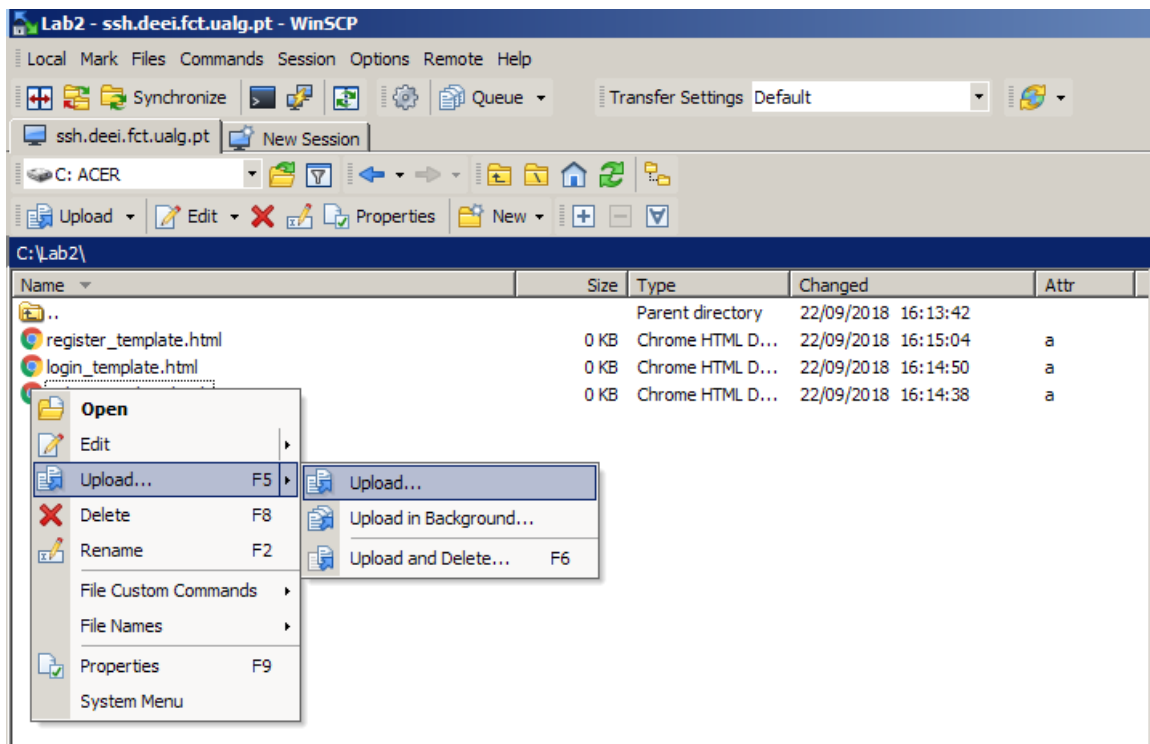 Lab2 - ssh.deei.fct.ualg.pt - WinSCP
Local Mark Files Commands Session Options Remote Help
Synchronize Queue Transfer Settings Default
ssh.deei.fct.ualg.pt New Session
C: ACER
Upload Edit Properties New
C:\Lab2\
Name Size Type Changed Attr
.. Parent directory 22/09/2018 16:13:42
register_template.html 0 KB Chrome HTML D... 22/09/2018 16:15:04 a
login_template.html 0 KB Chrome HTML D... 22/09/2018 16:14:50 a
0 KB Chrome HTML D... 22/09/2018 16:14:38 a
Open
Edit
Upload... F5
Upload...
Delete F8
Upload in Background...
Rename F2
Upload and Delete... F6
File Custom Commands
File Names
Properties F9
System Menu